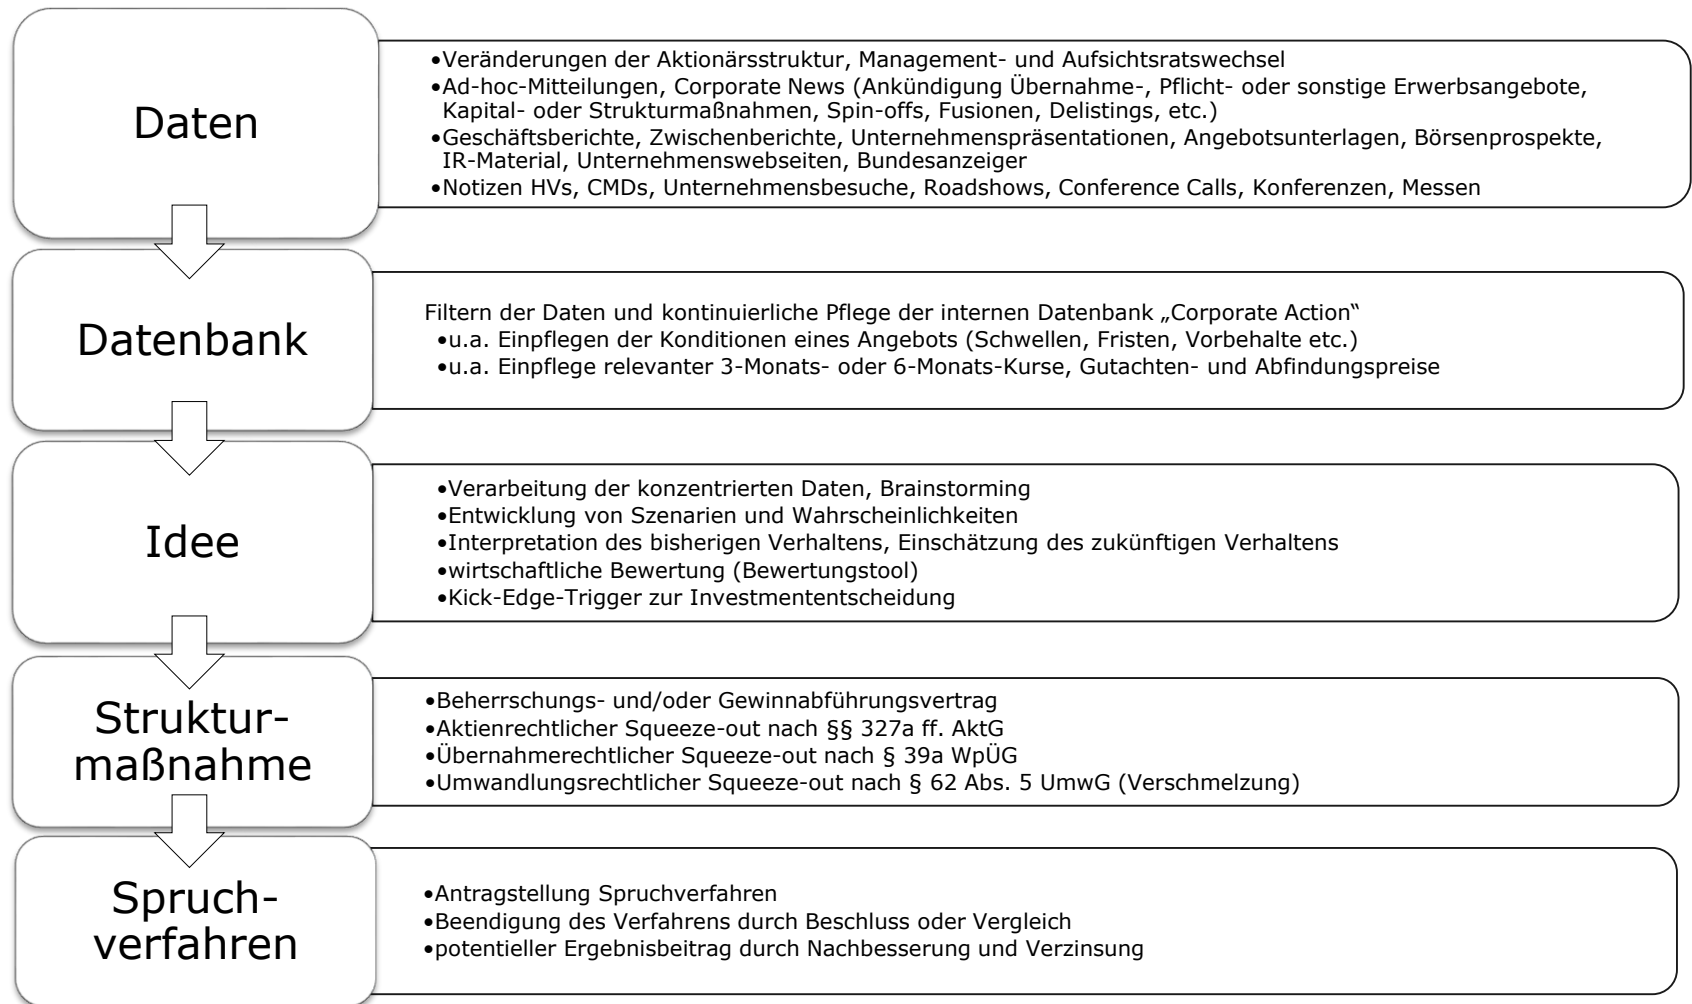 Daten
•Veränderungen der Aktionärsstruktur, Management- und Aufsichtsratswechsel
•Ad-hoc-Mitteilungen, Corporate News (Ankündigung Übernahme-, Pflicht- oder sonstige Erwerbsangebote,
Kapital- oder Strukturmaßnahmen, Spin-offs, Fusionen, Delistings, etc.)
•Geschäftsberichte, Zwischenberichte, Unternehmenspräsentationen, Angebotsunterlagen, Börsenprospekte,
IR-Material, Unternehmenswebseiten, Bundesanzeiger
•Notizen HVs, CMDs, Unternehmensbesuche, Roadshows, Conference Calls, Konferenzen, Messen
Datenbank
Filtern der Daten und kontinuierliche Pflege der internen Datenbank „Corporate Action“
•u.a. Einpflegen der Konditionen eines Angebots (Schwellen, Fristen, Vorbehalte etc.)
•u.a. Einpflege relevanter 3-Monats- oder 6-Monats-Kurse, Gutachten- und Abfindungspreise
Idee
•Verarbeitung der konzentrierten Daten, Brainstorming
•Entwicklung von Szenarien und Wahrscheinlichkeiten
•Interpretation des bisherigen Verhaltens, Einschätzung des zukünftigen Verhaltens
•wirtschaftliche Bewertung (Bewertungstool)
•Kick-Edge-Trigger zur Investmententscheidung
Struktur-
maßnahme
•Beherrschungs- und/oder Gewinnabführungsvertrag
•Aktienrechtlicher Squeeze-out nach §§ 327a ff. AktG
•Übernahmerechtlicher Squeeze-out nach § 39a WpÜG
•Umwandlungsrechtlicher Squeeze-out nach § 62 Abs. 5 UmwG (Verschmelzung)
Spruch-
verfahren
•Antragstellung Spruchverfahren
•Beendigung des Verfahrens durch Beschluss oder Vergleich
•potentieller Ergebnisbeitrag durch Nachbesserung und Verzinsung